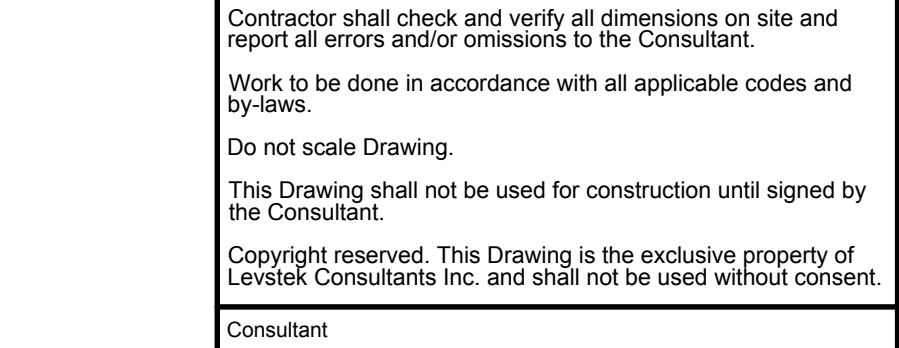 Contractor shall check and verify all dimensions on site and
report all errors and/or omissions to the Consultant.
Work to be done in accordance with all applicable codes and
by-laws.
Do not scale Drawing.
This Drawing shall not be used for construction until signed by
the Consultant.
Copyright reserved. This Drawing is the exclusive property of
Levstek Consultants Inc. and shall not be used without consent.
Consultant